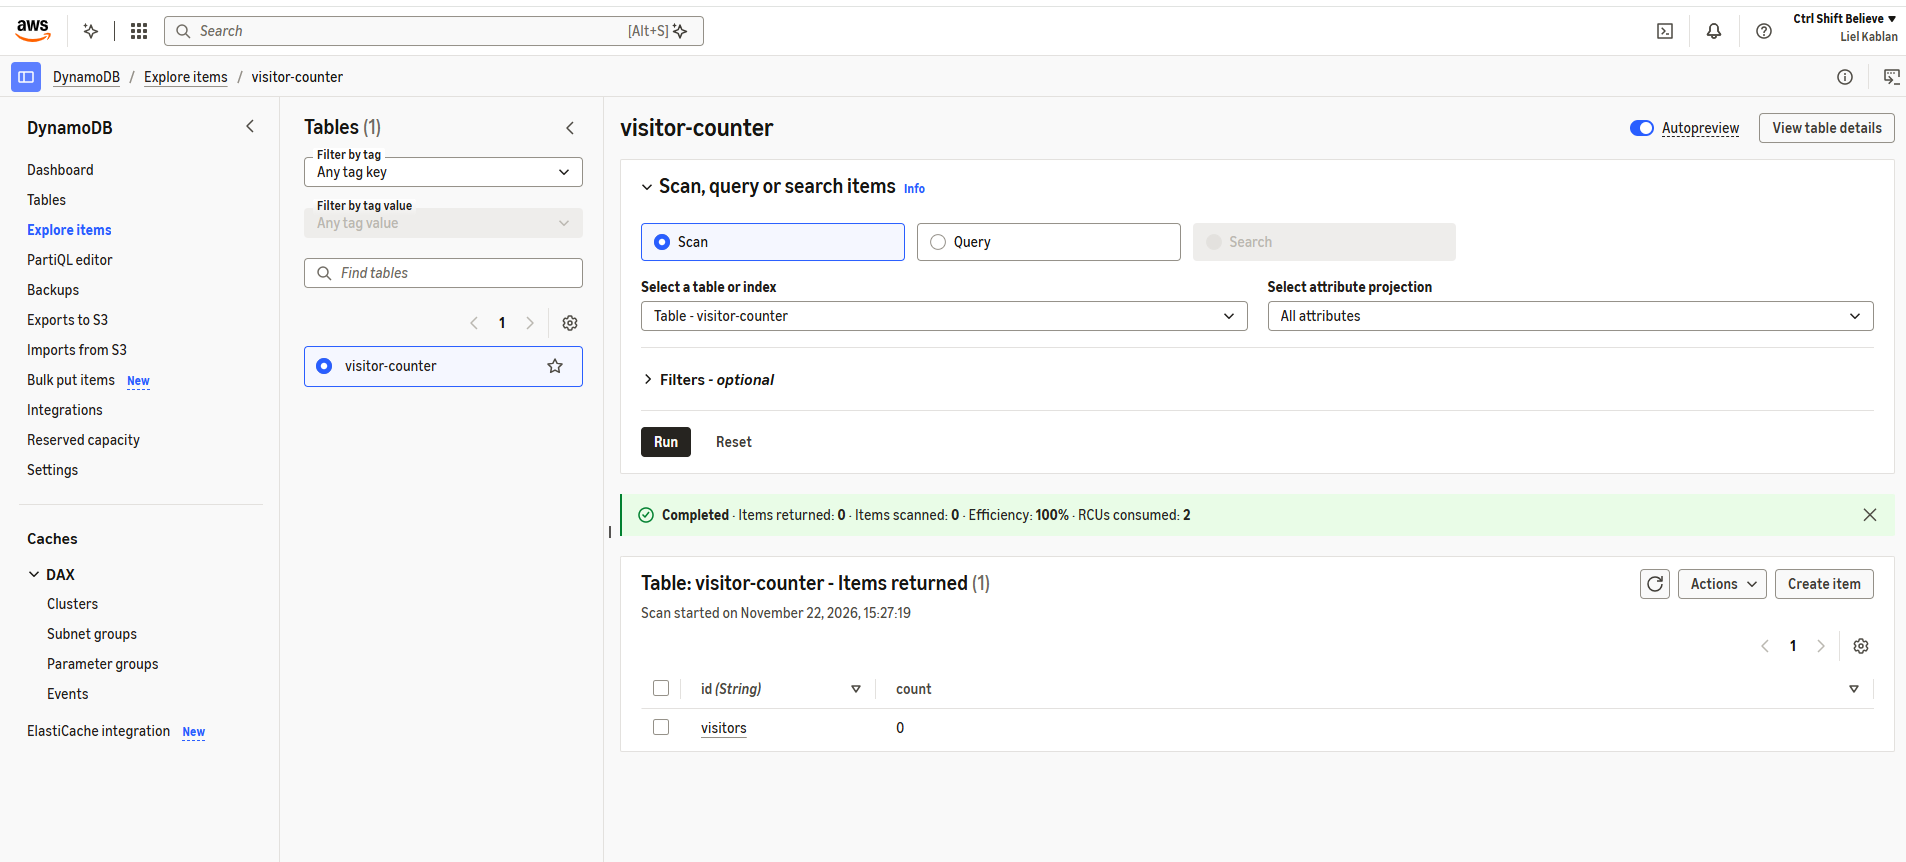 aws
Search [Alt+S]
Ctrl Shift Believe
Liel Kablan
DynamoDB / Explore items / visitor-counter
DynamoDB
Dashboard
Tables
Explore items
PartiQL editor
Backups
Exports to S3
Imports from S3
Bulk put items New
Integrations
Reserved capacity
Settings
Caches
DAX
Clusters
Subnet groups
Parameter groups
Events
ElastiCache integration New
Tables (1)
Filter by tag
Any tag key
Filter by tag value
Any tag value
Find tables
1
visitor-counter
visitor-counter
Autopreview
View table details
Scan, query or search items Info
Scan
Query
Search
Select a table or index
Table - visitor-counter
Select attribute projection
All attributes
Filters - optional
Run
Reset
Completed · Items returned: 0 · Items scanned: 0 · Efficiency: 100% · RCUs consumed: 2
Table: visitor-counter - Items returned (1)
Scan started on November 22, 2026, 15:27:19
Actions
Create item
1
id (String) count
visitors 0